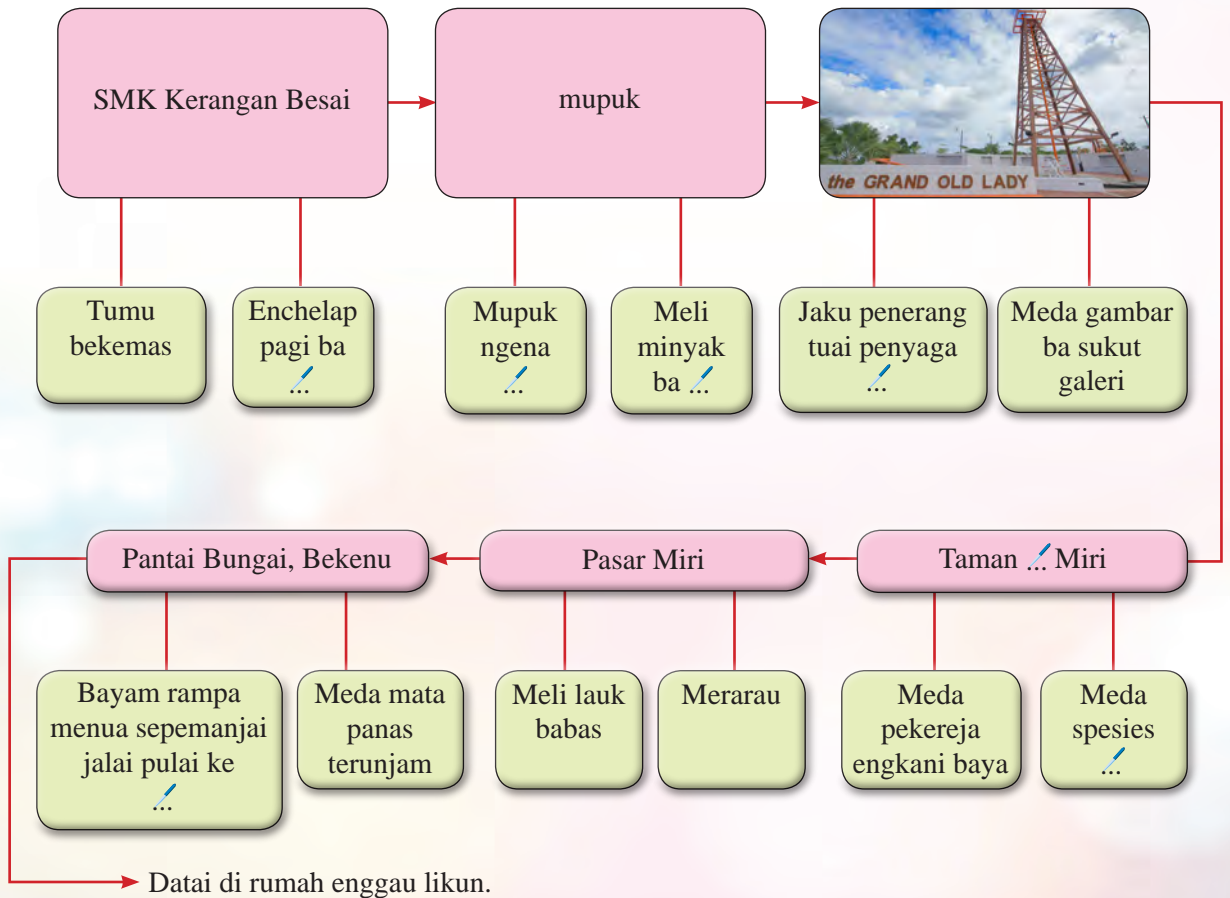 SMK Kerangan Besai
mupuk
the GRAND OLD LADY
Tumu
bekemas
Enchelap
pagi ba
...
Mupuk
ngena
...
Meli
minyak
ba ...
Jaku penerang
tuai penyaga
...
Meda gambar
ba sukut
galeri
Taman ... Miri
Pasar Miri
Pantai Bungai, Bekenu
Bayam rampa
menua sepemanjai
jalai pulai ke
...
Meda mata
panas
terunjam
Meli lauk
babas
Merarau
Meda
pekereja
engkani baya
Meda
spesies
...
Datai di rumah enggau likun.